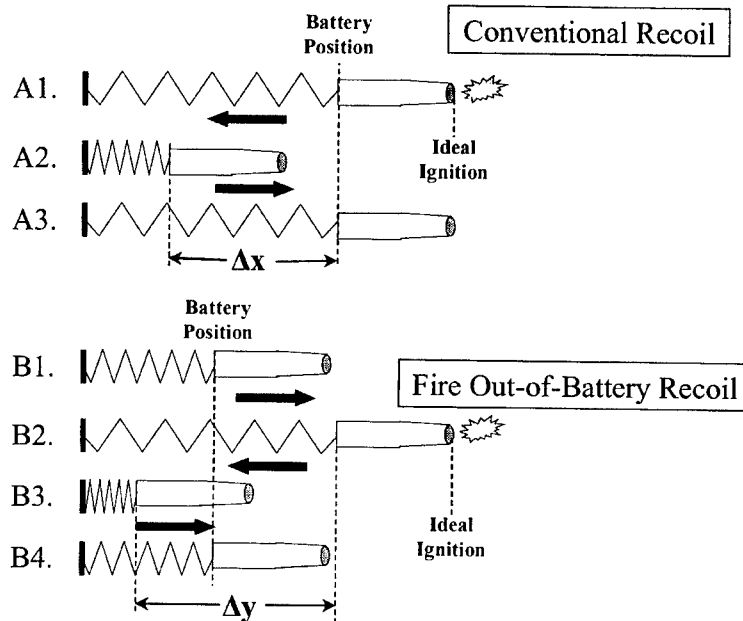 Battery
Position
Conventional Recoil
A1.
Ideal
Ignition
A2.
A3.
Δx
Battery
Position
B1.
Fire Out-of-Battery Recoil
B2.
B3.
Ideal
Ignition
B4.
Δy